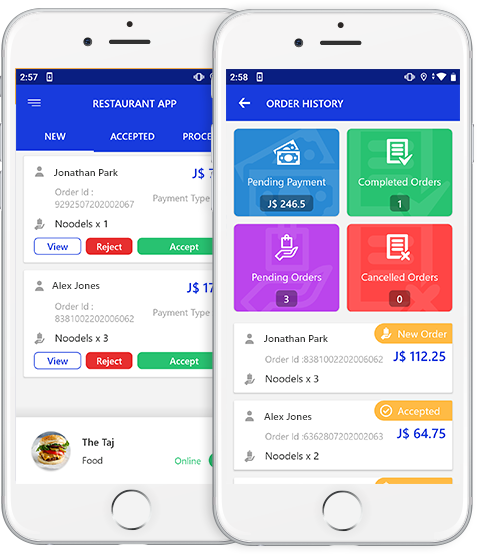 2:57
RESTAURANT APP
NEW ACCEPTED
Jonathan Park J$
Order Id :
9292507202002067 Payment Type
Noodels x 1
View Reject Accept
Alex Jones J$ 17
Order Id :
8381002202006062 Payment Type
Noodels x 3
View Reject Accept
The Taj
Food Online
2:58
ORDER HISTORY
Pending Payment
J$ 246.5
Completed Orders
1
Pending Orders
3
Cancelled Orders
0
New Order
Jonathan Park
Order Id :8381002202006062 J$ 112.25
Noodels x 3
Accepted
Alex Jones
Order Id :6362807202002063 J$ 64.75
Noodels x 2